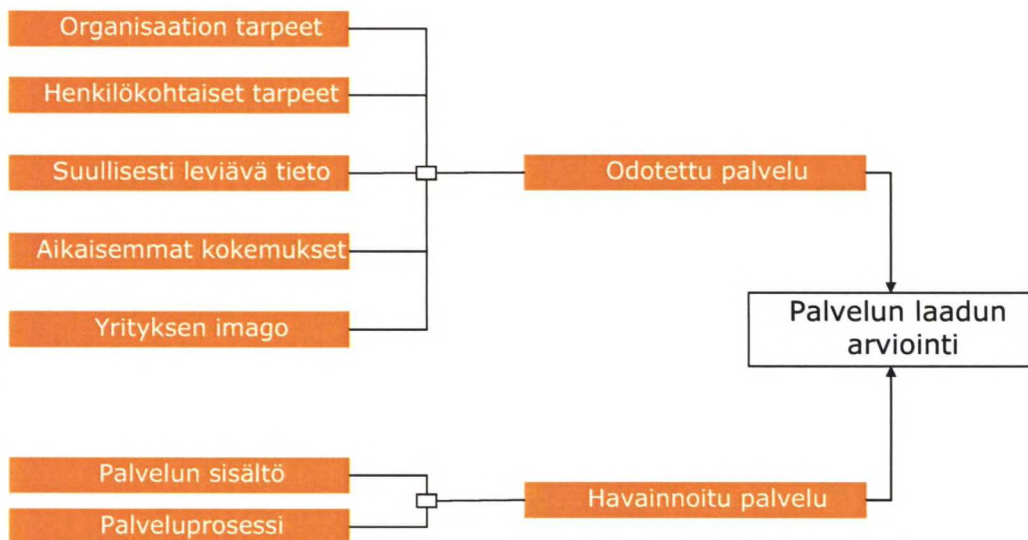 Organisaation tarpeet
Henkilökohtaiset tarpeet
Suullisesti leviävä tieto
Odotettu palvelu
Aikaisemmat kokemukset
Yrityksen imago
Palvelun laadun
arviointi
Palvelun sisältö
Havainnoitu palvelu
Palveluprosessi